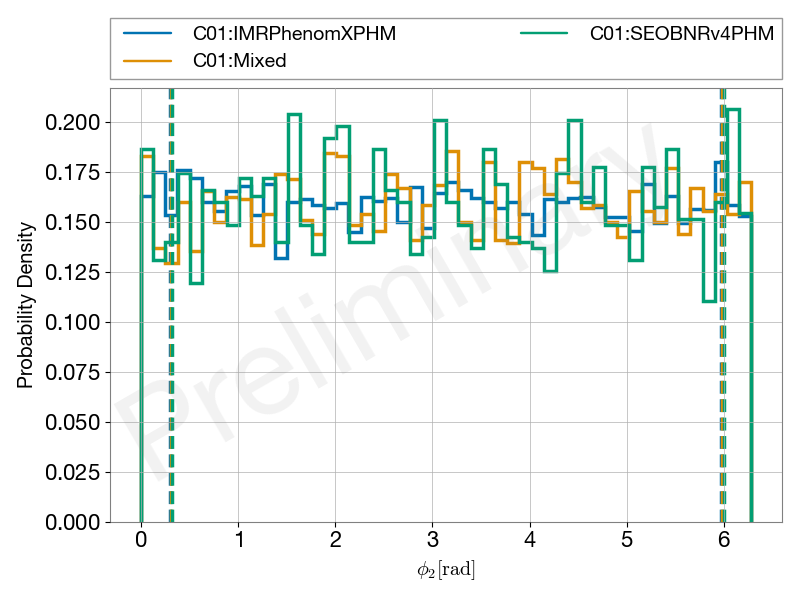 C01:IMRPhenomXPHM
C01:Mixed
C01:SEOBNRv4PHM
0.200
0.175
0.150
0.125
0.100
0.075
0.050
0.025
0.000
Probability Density
Preliminary
0 1 2 3 4 5 6
ϕ₂[rad]